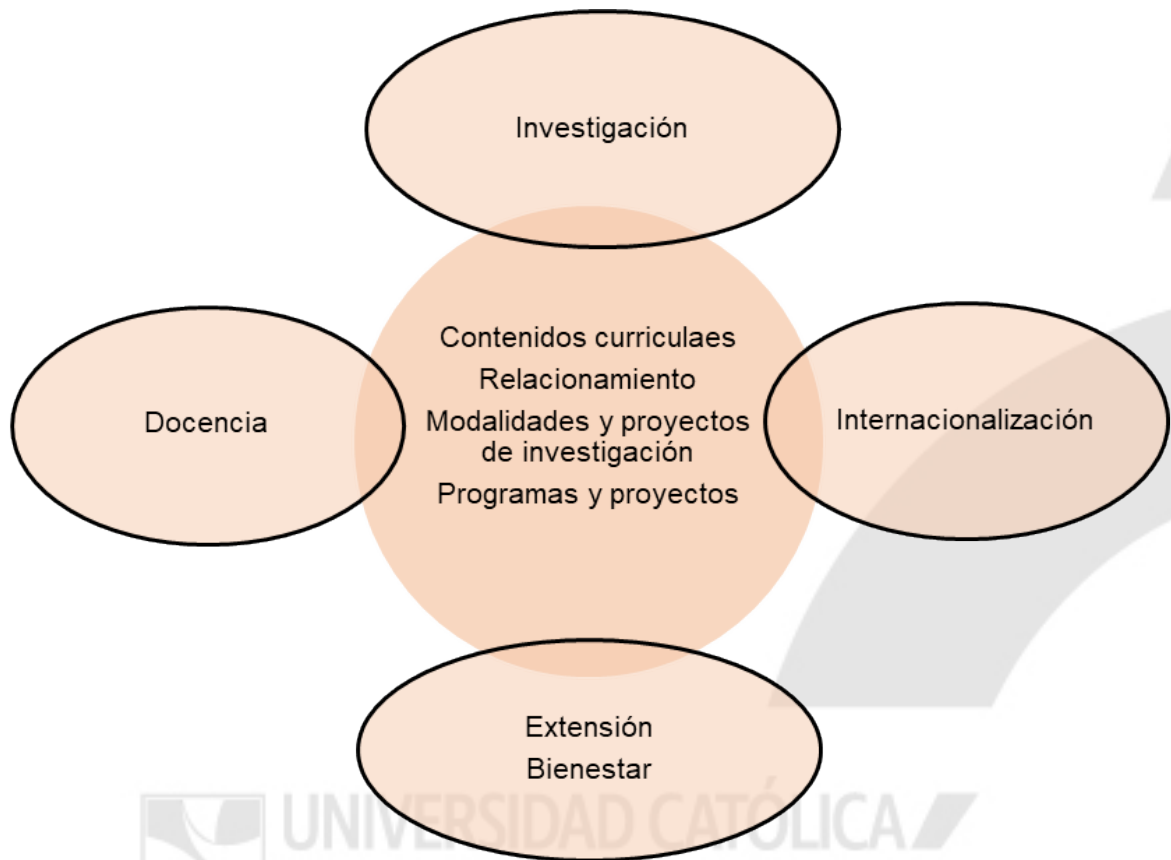 Investigación
Contenidos curriculaes
Relacionamiento
Modalidades y proyectos
de investigación
Programas y proyectos
Docencia
Internacionalización
Extensión
Bienestar
UNIVERSIDAD CATÓLICA